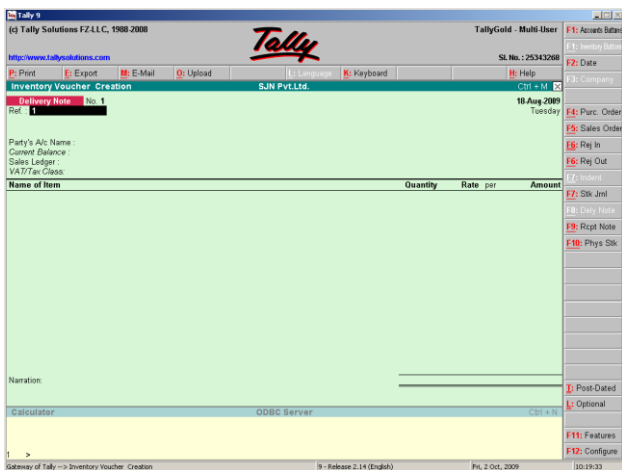 Tally 9
(c) Tally Solutions FZ-LLC, 1988-2008
TallyGold - Multi-User
Tally
http://www.tallysolutions.com
SL No. : 25343268
P: Print E: Export M: E-Mail O: Upload L: Language K: Keyboard H: Help
Inventory Voucher Creation SJN Pvt.Ltd. Ctrl + M
Delivery Note No. 1 18-Aug-2009
Ref. : 1 Tuesday
Party's A/c Name :
Current Balance :
Sales Ledger :
VAT/Tax Class:
Name of Item Quantity Rate per Amount
Narration:
Calculator ODBC Server Ctrl + N
1 >
Gateway of Tally --> Inventory Voucher Creation 9 - Release 2.14 (English) Fri, 2 Oct, 2009 10:19:33
F1: Accounts Buttons
F1: Inventory Buttons
F2: Date
F3: Company
F4: Purc. Order
F5: Sales Order
F6: Rej In
F6: Rej Out
F7: Indent
F7: Stk Jrnl
F8: Dely Note
F9: Rcpt Note
F10: Phys Stk
T: Post-Dated
L: Optional
F11: Features
F12: Configure